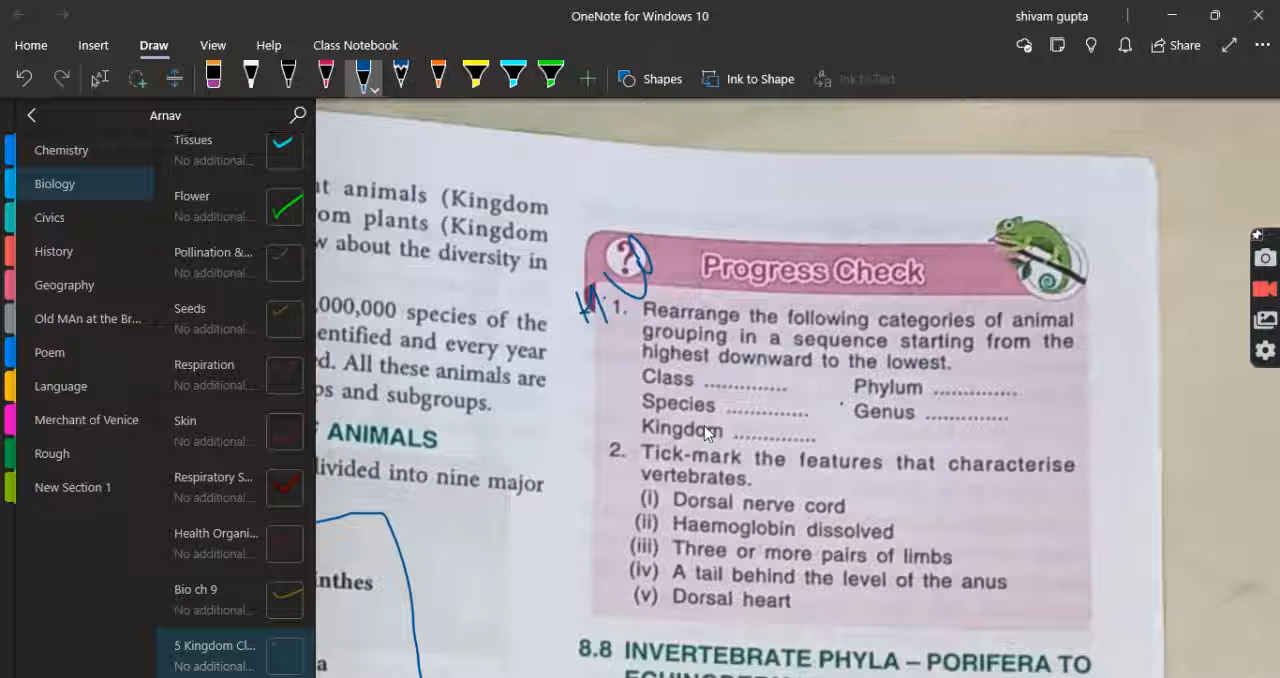 OneNote for Windows 10
shivam gupta
Home Insert Draw View Help Class Notebook
Share
Shapes
Ink to Shape
Ink to Text
Arnav
Chemistry
Biology
Civics
History
Geography
Old MAn at the Br...
Poem
Language
Merchant of Venice
Rough
New Section 1
Tissues
No additional...
Flower
No additional...
Pollination &...
No additional...
Seeds
No additional...
Respiration
No additional...
Skin
No additional...
Respiratory S...
No additional...
Health Organi...
No additional...
Bio ch 9
No additional...
5 Kingdom Cl...
No additional...
t animals (Kingdom
om plants (Kingdom
w about the diversity in
,000,000 species of the
entified and every year
d. All these animals are
ps and subgroups.
ANIMALS
divided into nine major
inthes
a
?
H.W
Progress Check
1. Rearrange the following categories of animal
grouping in a sequence starting from the
highest downward to the lowest.
Class .............. Phylum ..............
Species .............. Genus ..............
Kingdom ..............
2. Tick-mark the features that characterise
vertebrates.
(i) Dorsal nerve cord
(ii) Haemoglobin dissolved
(iii) Three or more pairs of limbs
(iv) A tail behind the level of the anus
(v) Dorsal heart
8.8 INVERTEBRATE PHYLA – PORIFERA TO